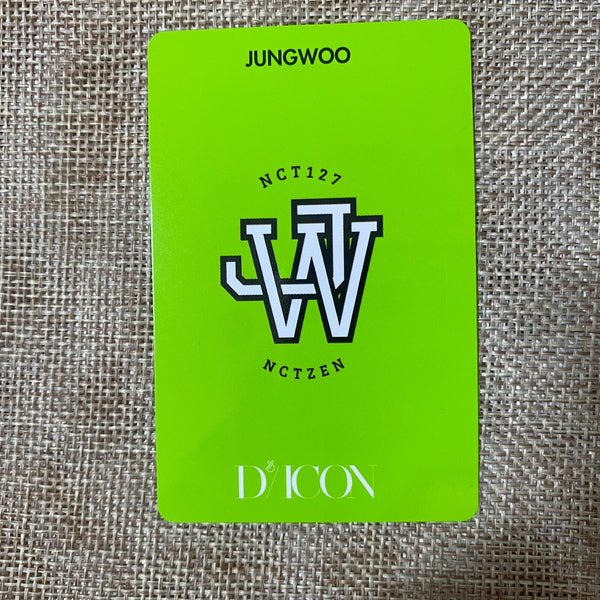 JUNGWOO
NCT127
JW
NCTZEN
D/ICON